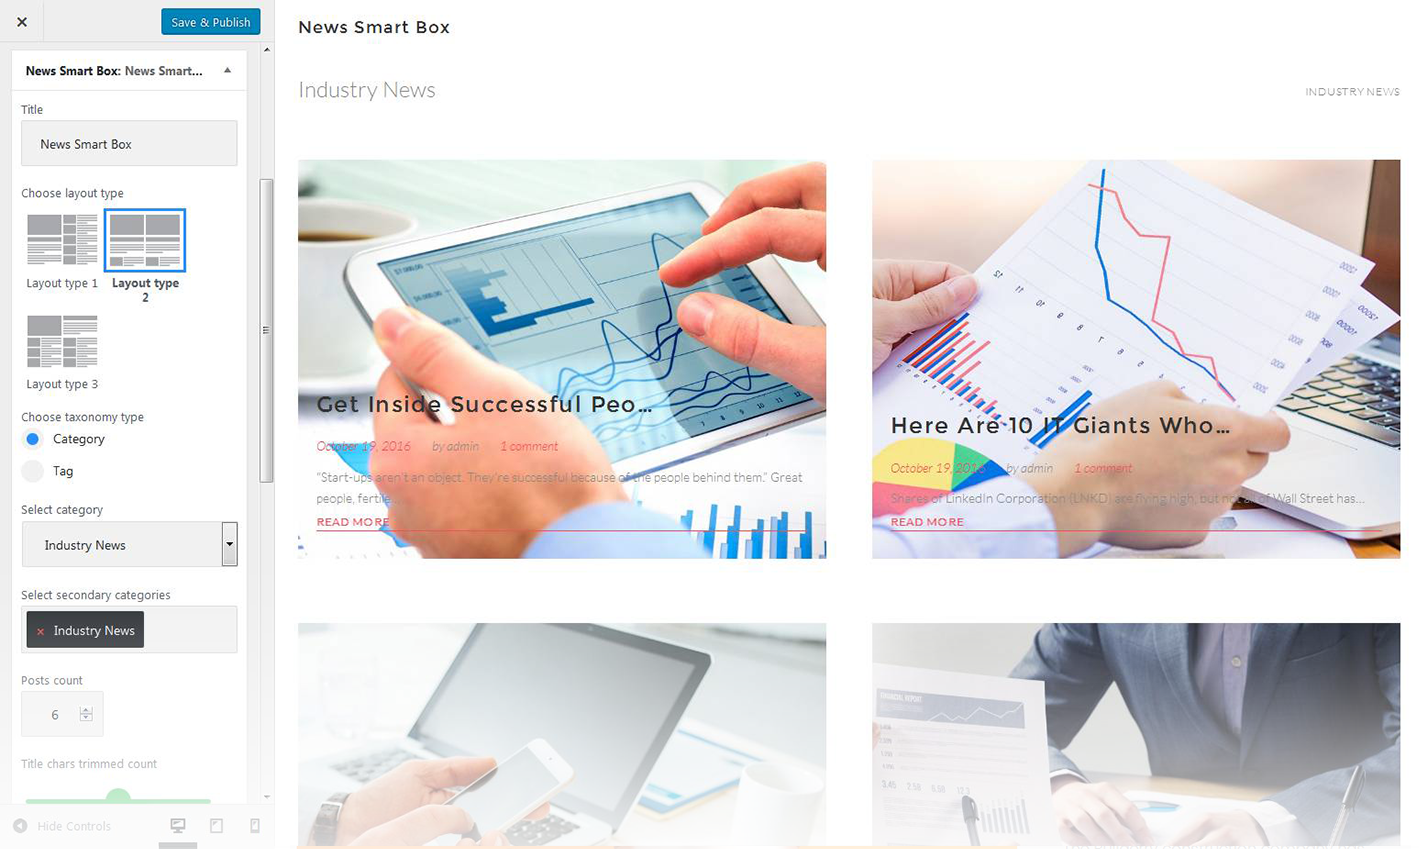 Save & Publish
News Smart Box: News Smart...
Title
News Smart Box
Choose layout type
Layout type 1
Layout type
2
Layout type 3
Choose taxonomy type
Category
Tag
Select category
Industry News
Select secondary categories
× Industry News
Posts count
6
Title chars trimmed count
Hide Controls
News Smart Box
Industry News
INDUSTRY NEWS
Get Inside Successful Peo...
October 19, 2016 by admin 1 comment
“Start-ups aren't an object. They're successful because of the people behind them.” Great
people, fertile
READ MORE
Here Are 10 IT Giants Who...
October 19, 2016 by admin 1 comment
Shares of LinkedIn Corporation (LNKD) are flying high, but not all of Wall Street has...
READ MORE
FINANCIAL REPORT